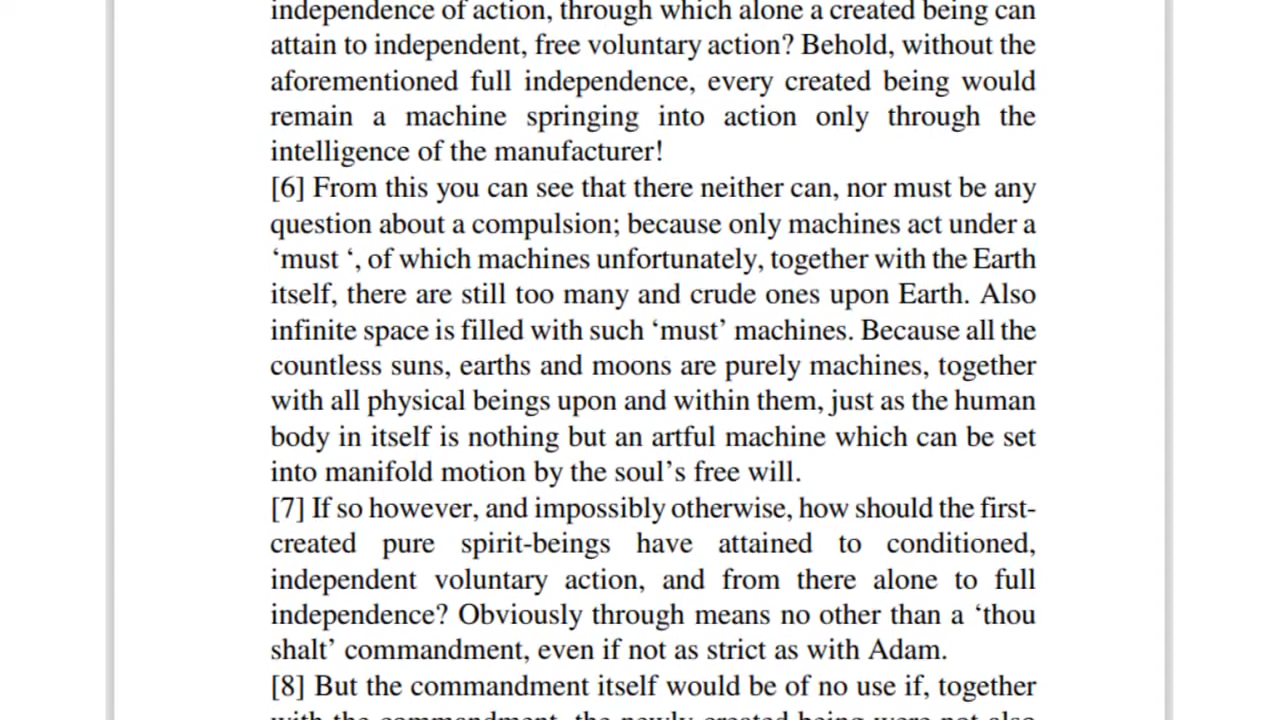 independence of action, through which alone a created being can
attain to independent, free voluntary action? Behold, without the
aforementioned full independence, every created being would
remain a machine springing into action only through the
intelligence of the manufacturer!
[6] From this you can see that there neither can, nor must be any
question about a compulsion; because only machines act under a
‘must ‘, of which machines unfortunately, together with the Earth
itself, there are still too many and crude ones upon Earth. Also
infinite space is filled with such ‘must’ machines. Because all the
countless suns, earths and moons are purely machines, together
with all physical beings upon and within them, just as the human
body in itself is nothing but an artful machine which can be set
into manifold motion by the soul’s free will.
[7] If so however, and impossibly otherwise, how should the first-
created pure spirit-beings have attained to conditioned,
independent voluntary action, and from there alone to full
independence? Obviously through means no other than a ‘thou
shalt’ commandment, even if not as strict as with Adam.
[8] But the commandment itself would be of no use if, together
with the commandment, the newly created being were not also